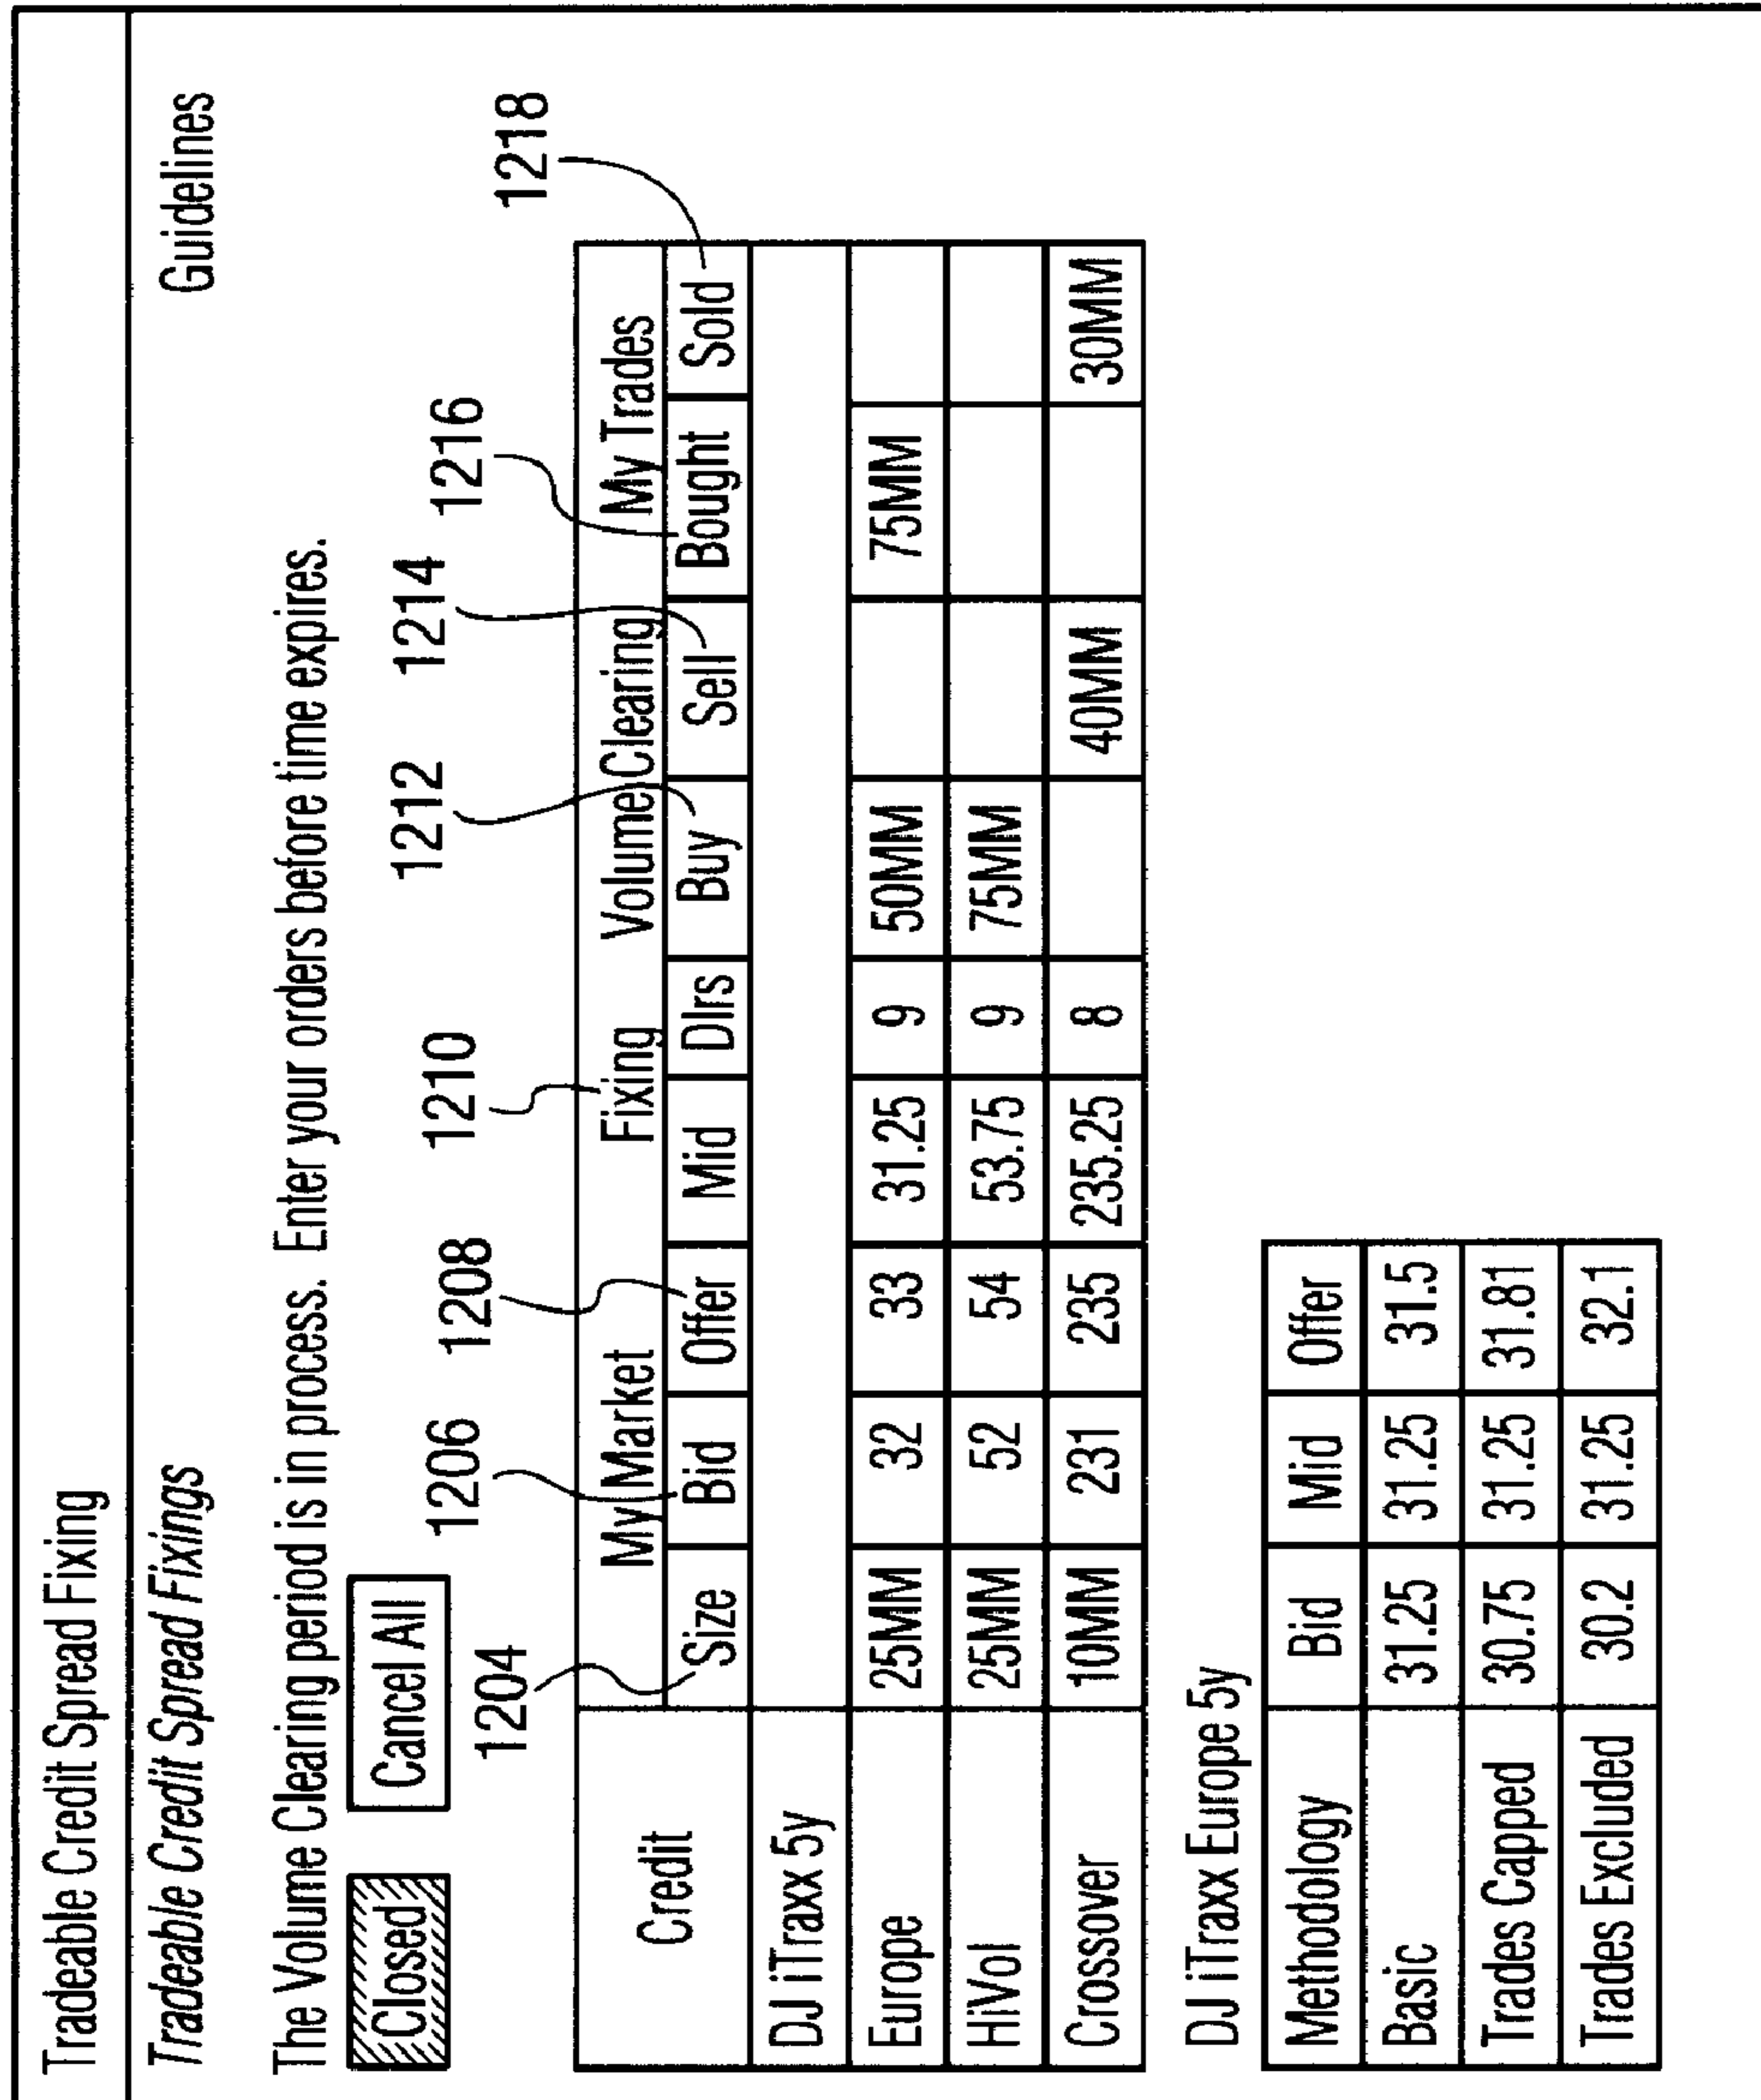 Tradeable Credit Spread Fixing
Tradeable Credit Spread Fixings Guidelines
The Volume Clearing period is in process. Enter your orders before time expires.
Closed Cancel All
1204 1206 1208 1210 1212 1214 1216 1218
Credit My Market Fixing Volume Clearing My Trades
Size Bid Offer Mid Dlrs Buy Sell Bought Sold
DJ iTraxx 5y
Europe 25MM 32 33 31.25 9 50MM 75MM
HiVol 25MM 52 54 53.75 9 75MM
Crossover 10MM 231 235 235.25 8 40MM 30MM
DJ iTraxx Europe 5y
Methodology Bid Mid Offer
Basic 31.25 31.25 31.5
Trades Capped 30.75 31.25 31.81
Trades Excluded 30.2 31.25 32.1